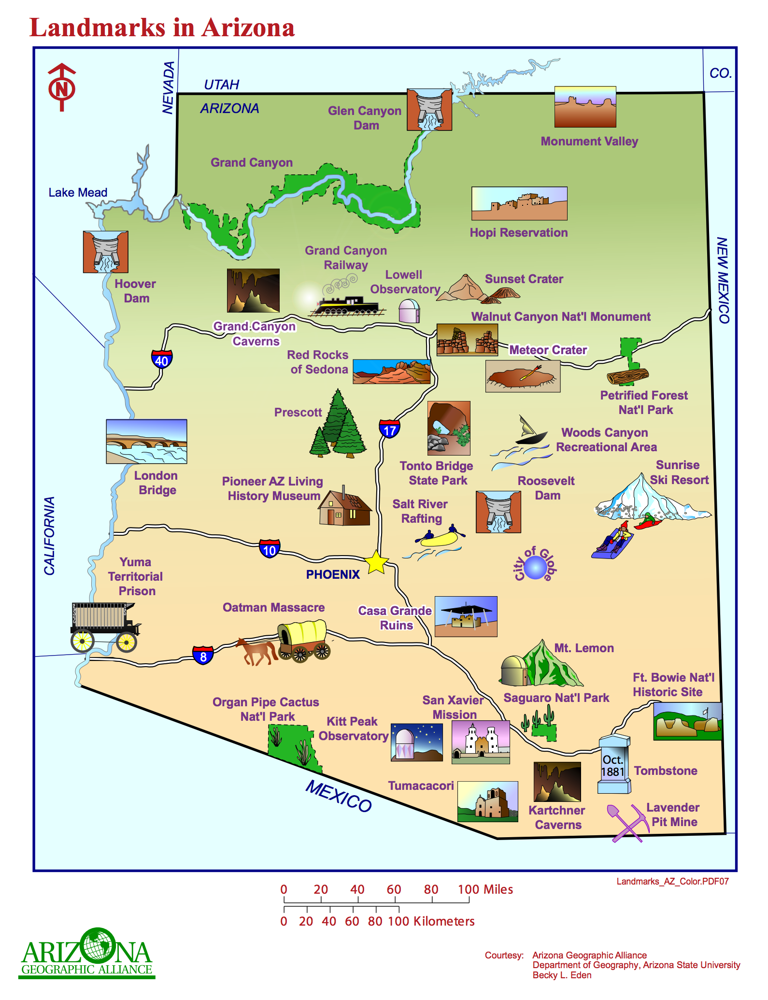 Landmarks in Arizona
N
NEVADA
UTAH
ARIZONA
CO.
Glen Canyon
Dam
Monument Valley
Grand Canyon
Lake Mead
Hopi Reservation
NEW MEXICO
Hoover
Dam
Grand Canyon
Railway
Lowell
Observatory
Sunset Crater
Walnut Canyon Nat'l Monument
Grand Canyon
Caverns
40
Red Rocks
of Sedona
Meteor Crater
Petrified Forest
Nat'l Park
Prescott
17
Woods Canyon
Recreational Area
Tonto Bridge
State Park
Sunrise
Ski Resort
London
Bridge
Pioneer AZ Living
History Museum
Roosevelt
Dam
Salt River
Rafting
CALIFORNIA
10
City of Globe
PHOENIX
Yuma
Territorial
Prison
Oatman Massacre
Casa Grande
Ruins
8
Mt. Lemon
Ft. Bowie Nat'l
Historic Site
Organ Pipe Cactus
Nat'l Park
San Xavier
Mission
Saguaro Nat'l Park
Kitt Peak
Observatory
Oct.
1881
Tombstone
MEXICO
Tumacacori
Kartchner
Caverns
Lavender
Pit Mine
Landmarks_AZ_Color.PDF07
0 20 40 60 80 100 Miles
0 20 40 60 80 100 Kilometers
ARIZONA
GEOGRAPHIC ALLIANCE
Courtesy: Arizona Geographic Alliance
Department of Geography, Arizona State University
Becky L. Eden